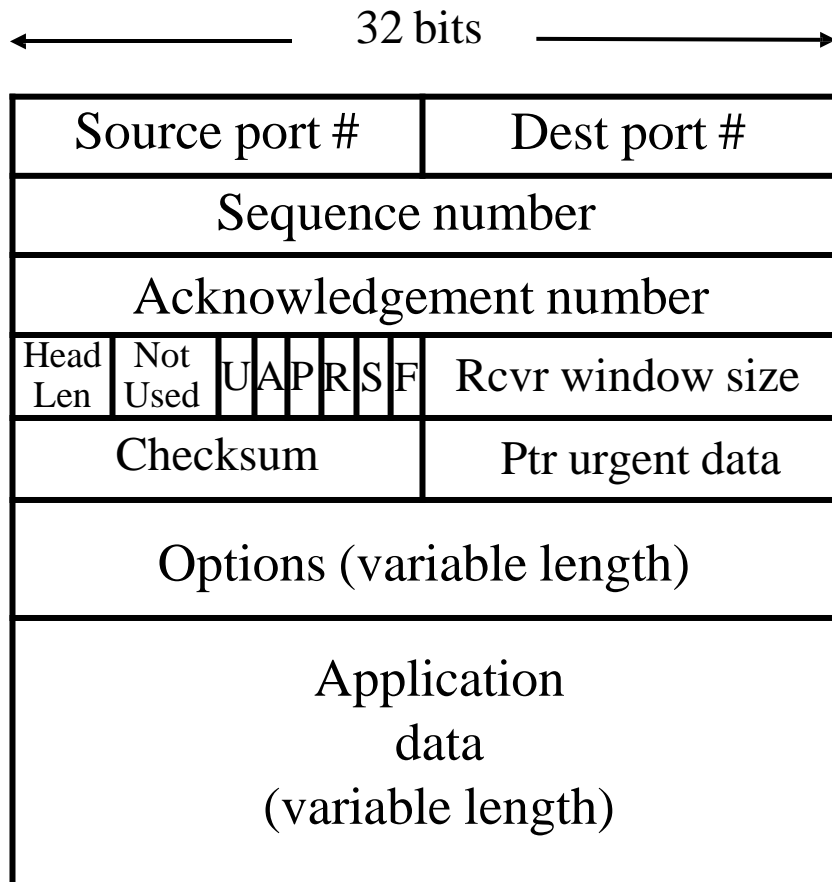 32 bits
Source port #
Dest port #
Sequence number
Acknowledgement number
Head
Len
Not
Used
U
A
P
R
S
F
Rcvr window size
Checksum
Ptr urgent data
Options (variable length)
Application
data
(variable length)